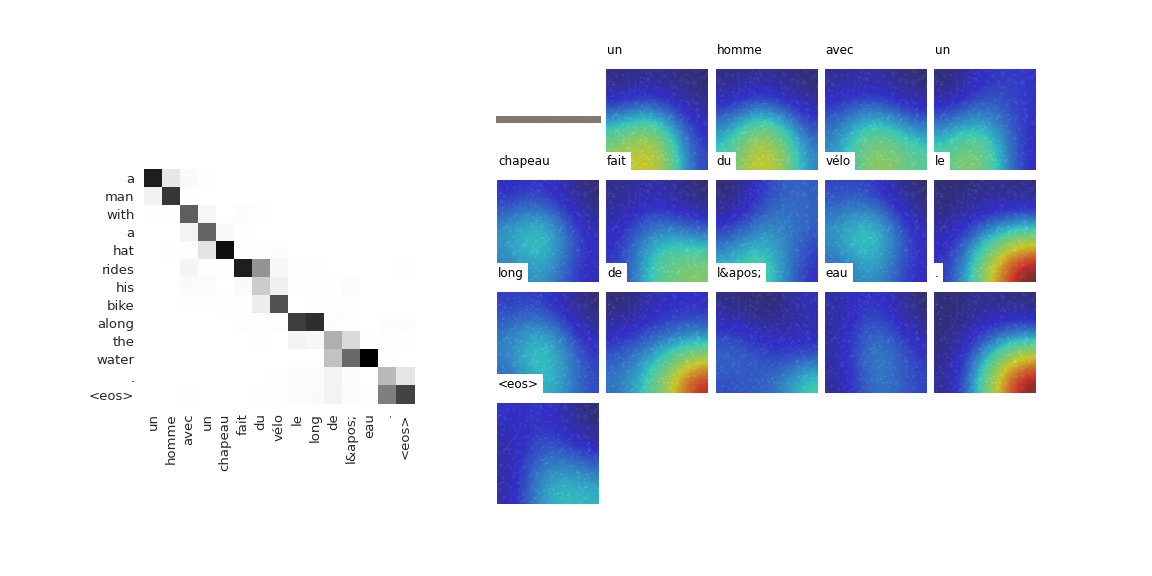 a
man
with
a
hat
rides
his
bike
along
the
water
.
<eos>
un
homme
avec
un
chapeau
fait
du
vélo
le
long
de
l&apos;
eau
.
<eos>
un homme avec un
chapeau fait du vélo le
long de l&apos; eau .
<eos>